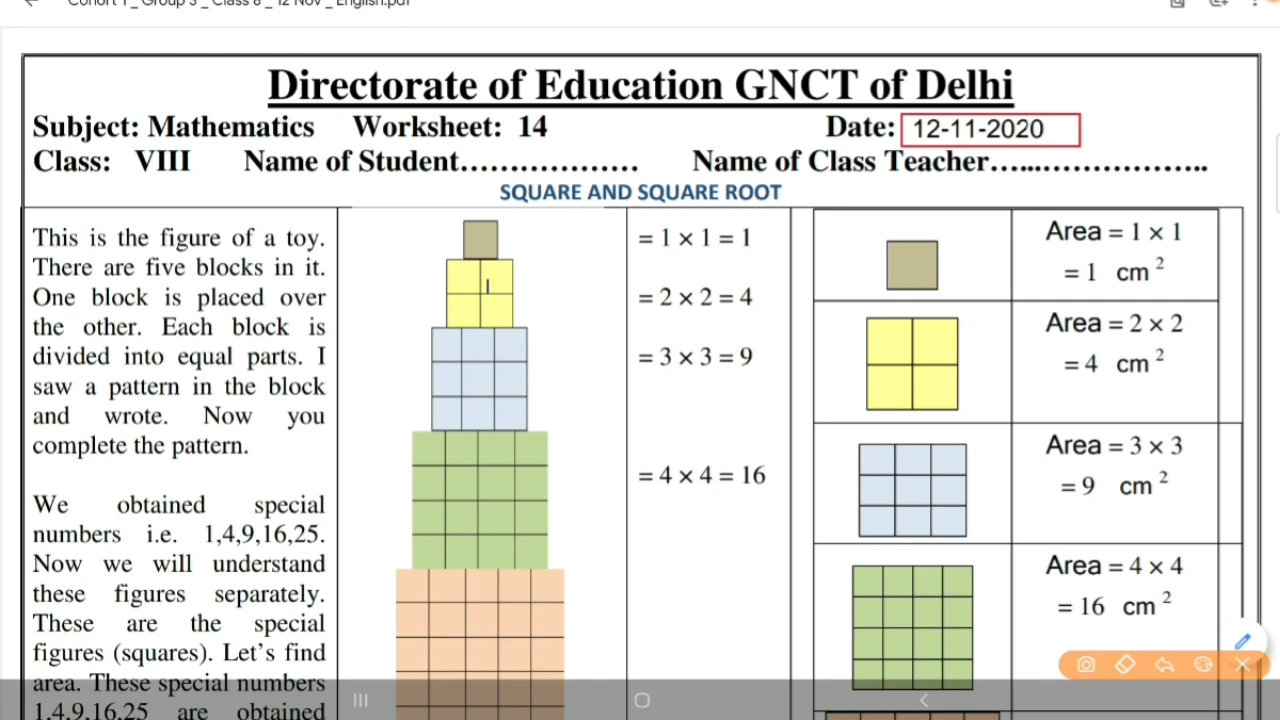 Cohort 1 _ Group 3 _ Class 8 _ 12 Nov _ English.pdf
Directorate of Education GNCT of Delhi
Subject: Mathematics Worksheet: 14 Date: 12-11-2020
Class: VIII Name of Student……………… Name of Class Teacher…...……………..
SQUARE AND SQUARE ROOT
This is the figure of a toy.
There are five blocks in it.
One block is placed over
the other. Each block is
divided into equal parts. I
saw a pattern in the block
and wrote. Now you
complete the pattern.
We obtained special
numbers i.e. 1,4,9,16,25.
Now we will understand
these figures separately.
These are the special
figures (squares). Let's find
area. These special numbers
1,4,9,16,25 are obtained
= 1 × 1 = 1
= 2 × 2 = 4
= 3 × 3 = 9
= 4 × 4 = 16
Area = 1 × 1
= 1 cm 2
Area = 2 × 2
= 4 cm 2
Area = 3 × 3
= 9 cm 2
Area = 4 × 4
= 16 cm 2